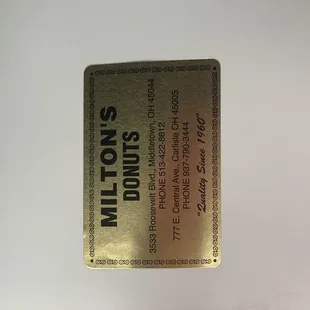 MILTON'S
DONUTS
3533 Roosevelt Blvd., Middletown, OH 45044
PHONE 513-422-8612
777 E. Central Ave., Carlisle OH 45005
PHONE 937-790-3444
"Quality Since 1960"